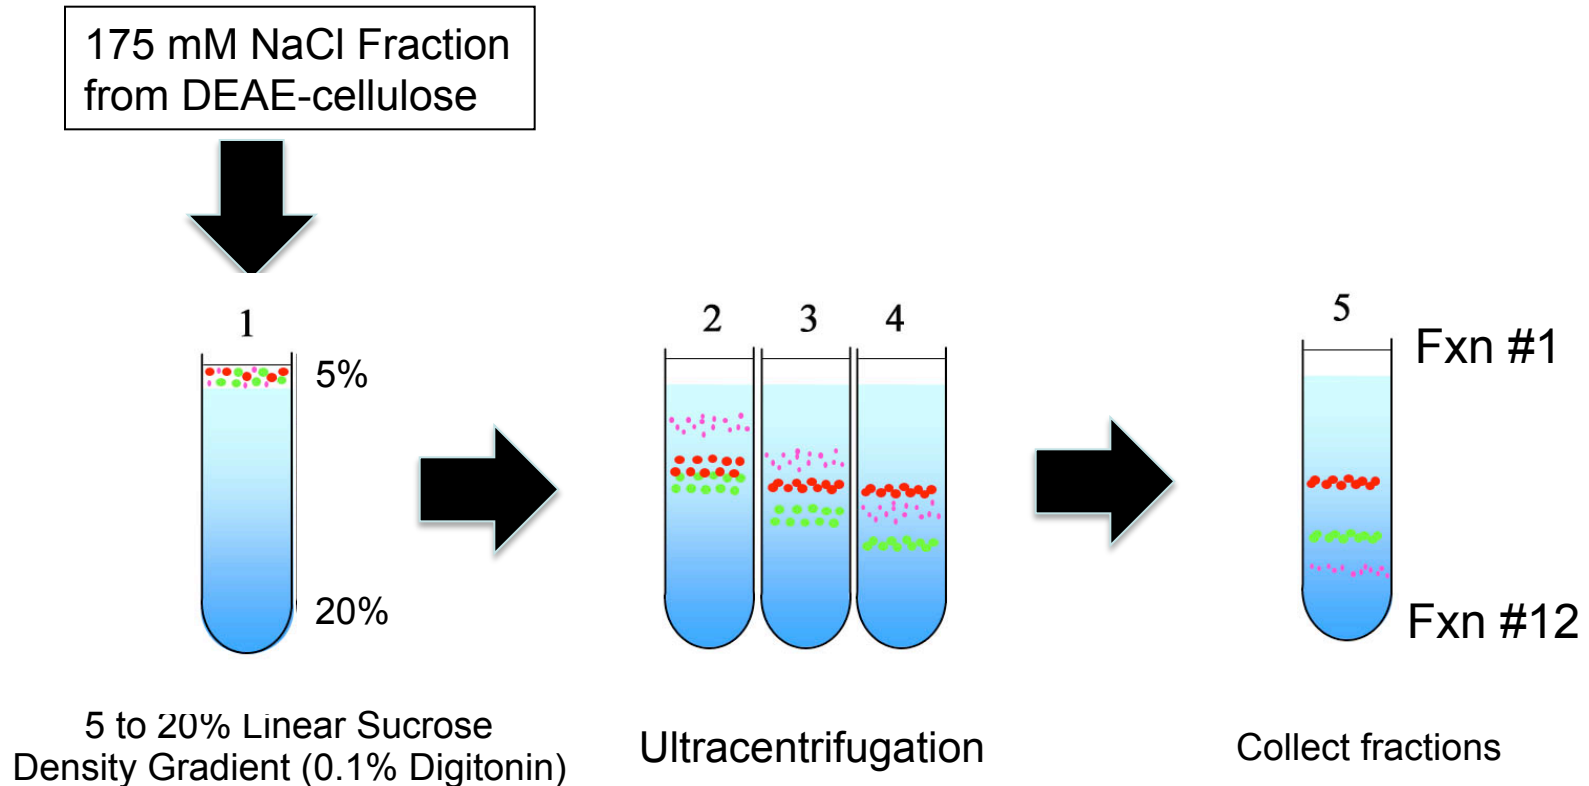 175 mM NaCl Fraction
from DEAE-cellulose
1
5%
20%
2 3 4
5
Fxn #1
Fxn #12
5 to 20% Linear Sucrose
Density Gradient (0.1% Digitonin)
Ultracentrifugation
Collect fractions